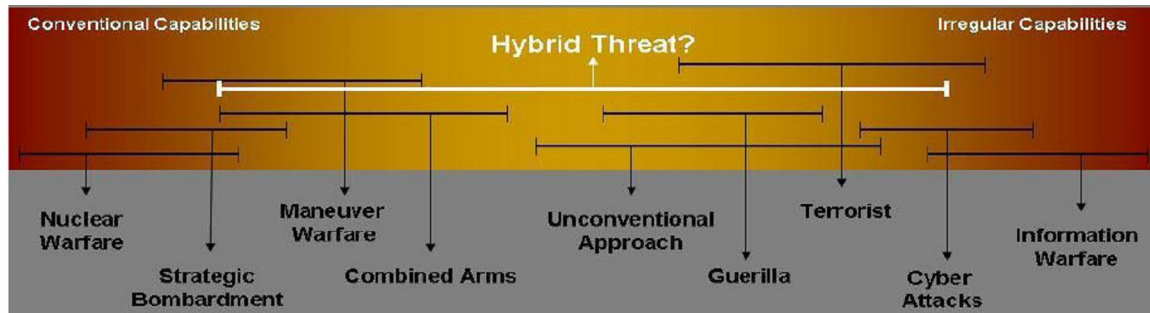 Conventional Capabilities
Irregular Capabilities
Hybrid Threat?
Nuclear
Warfare
Strategic
Bombardment
Maneuver
Warfare
Combined Arms
Unconventional
Approach
Guerilla
Terrorist
Cyber
Attacks
Information
Warfare